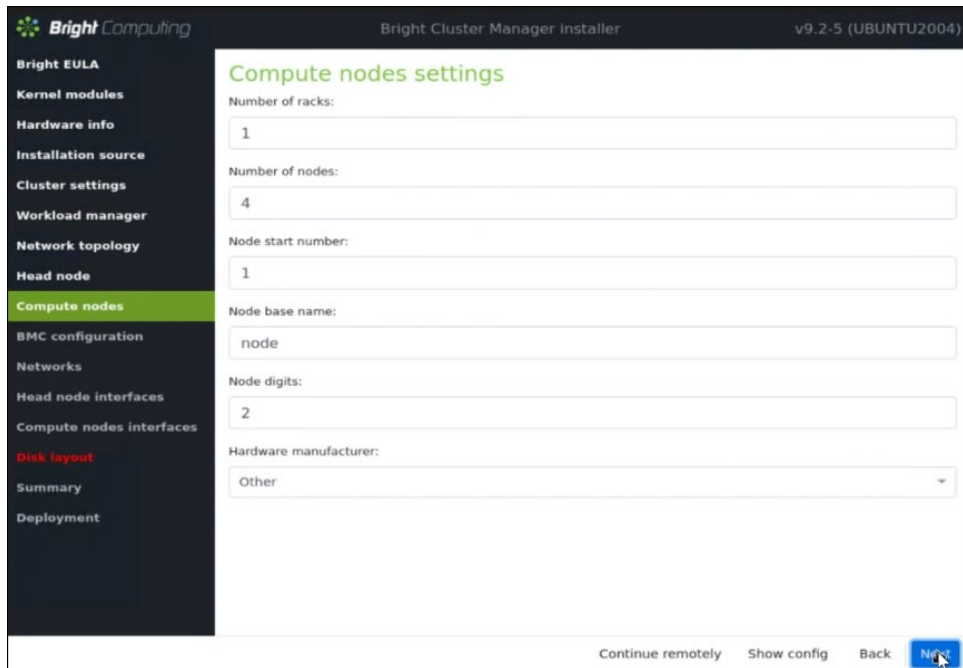 Bright Computing
Bright Cluster Manager installer
v9.2-5 (UBUNTU2004)
Bright EULA
Kernel modules
Hardware info
Installation source
Cluster settings
Workload manager
Network topology
Head node
Compute nodes
BMC configuration
Networks
Head node interfaces
Compute nodes interfaces
Disk layout
Summary
Deployment
Compute nodes settings
Number of racks:
1
Number of nodes:
4
Node start number:
1
Node base name:
node
Node digits:
2
Hardware manufacturer:
Other
Continue remotely
Show config
Back
Next